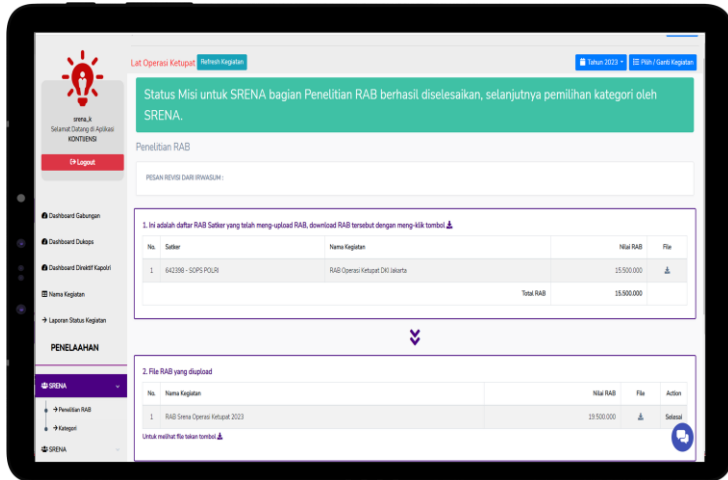 Lat Operasi Ketupat
Refresh Kegiatan
Tahun 2023
Pilih / Ganti Kegiatan
srena_k
Selamat Datang di Aplikasi
KONTIJENSI
Logout
Dashboard Gabungan
Dashboard Dukops
Dashboard Direktif Kapolri
Nama Kegiatan
→ Laporan Status Kegiatan
PENELAAHAN
SRENA
→ Penelitian RAB
→ Kategori
SRENA
Status Misi untuk SRENA bagian Penelitian RAB berhasil diselesaikan, selanjutnya pemilihan kategori oleh
SRENA.
Penelitian RAB
PESAN REVISI DARI IRWASUM :
1. Ini adalah daftar RAB Satker yang telah meng-upload RAB, download RAB tersebut dengan meng-klik tombol
No. Satker Nama Kegiatan Nilai RAB File
1 642398 - SOPS POLRI RAB Operasi Ketupat DKI Jakarta 15.500.000
Total RAB 15.500.000
2. File RAB yang diupload
No. Nama Kegiatan Nilai RAB File Action
1 RAB Srena Operasi Ketupat 2023 19.500.000 Selesai
Untuk melihat file tekan tombol